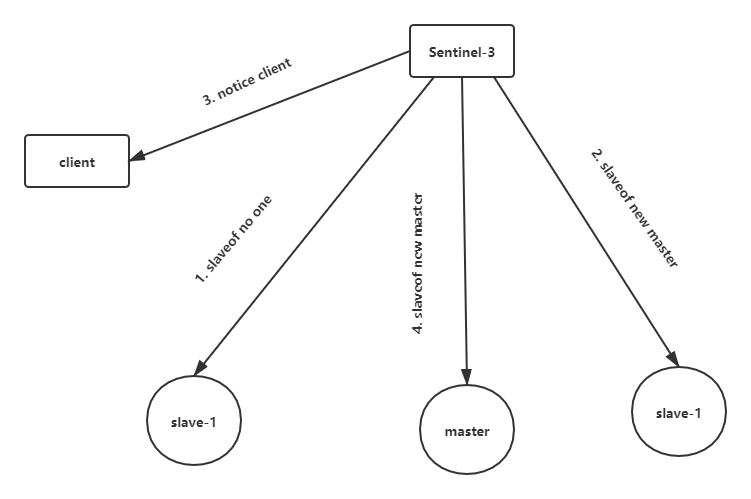 Sentinel-3
3. notice client
client
1. slaveof no one
4. slaveof new master
2. slaveof new master
slave-1
master
slave-1